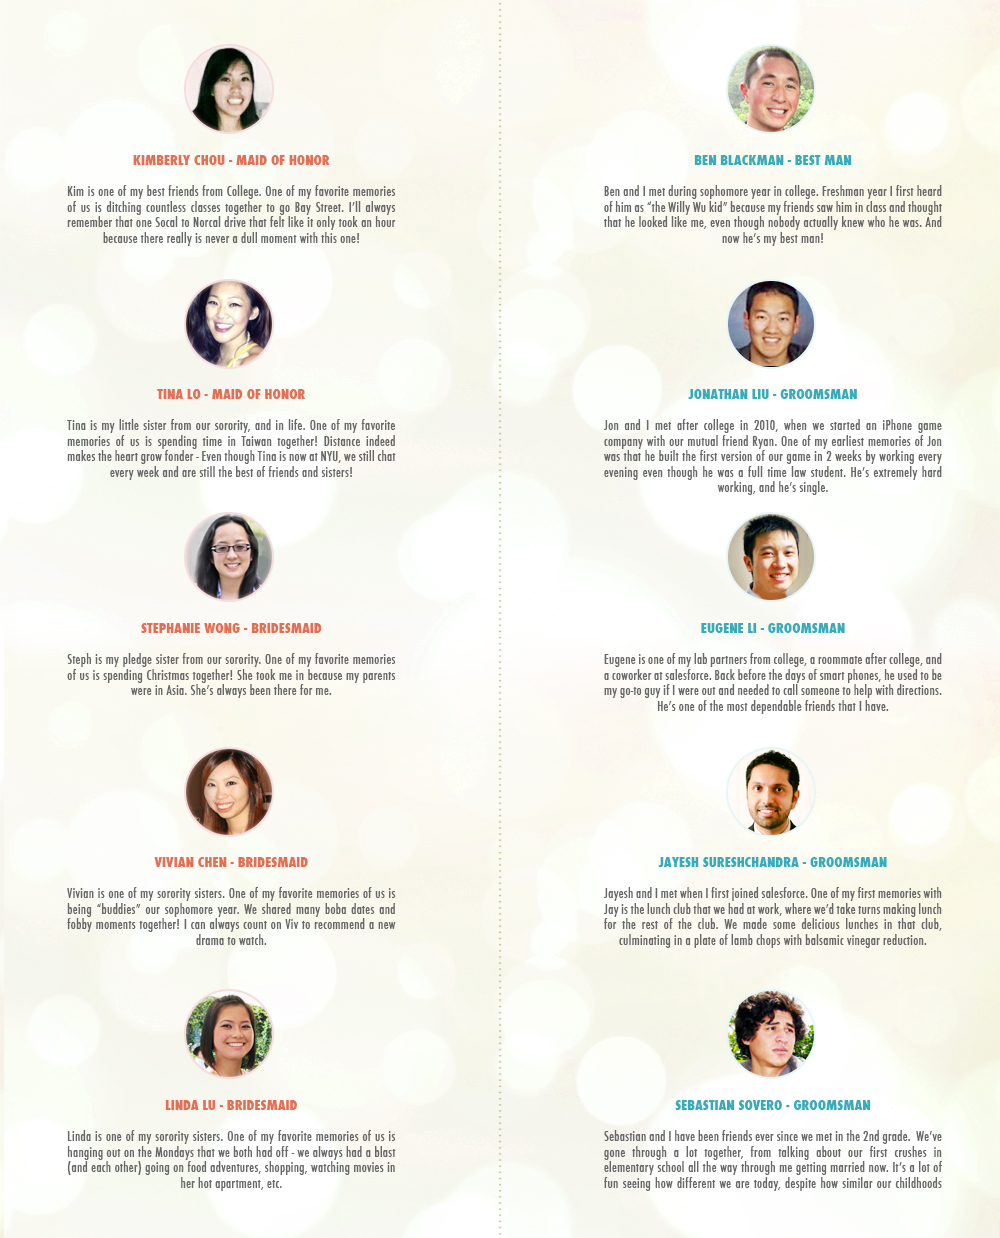 KIMBERLY CHOU - MAID OF HONOR
Kim is one of my best friends from College. One of my favorite memories
of us is ditching countless classes together to go Bay Street. I'll always
remember that one Socal to Norcal drive that felt like it only took an hour
because there really is never a dull moment with this one!
TINA LO - MAID OF HONOR
Tina is my little sister from our sorority, and in life. One of my favorite
memories of us is spending time in Taiwan together! Distance indeed
makes the heart grow fonder - Even though Tina is now at NYU, we still chat
every week and are still the best of friends and sisters!
STEPHANIE WONG - BRIDESMAID
Steph is my pledge sister from our sorority. One of my favorite memories
of us is spending Christmas together! She took me in because my parents
were in Asia. She's always been there for me.
VIVIAN CHEN - BRIDESMAID
Vivian is one of my sorority sisters. One of my favorite memories of us is
being "buddies" our sophomore year. We shared many boba dates and
fobby moments together! I can always count on Viv to recommend a new
drama to watch.
LINDA LU - BRIDESMAID
Linda is one of my sorority sisters. One of my favorite memories of us is
hanging out on the Mondays that we both had off - we always had a blast
(and each other) going on food adventures, shopping, watching movies in
her hot apartment, etc.
BEN BLACKMAN - BEST MAN
Ben and I met during sophomore year in college. Freshman year I first heard
of him as "the Willy Wu kid" because my friends saw him in class and thought
that he looked like me, even though nobody actually knew who he was. And
now he's my best man!
JONATHAN LIU - GROOMSMAN
Jon and I met after college in 2010, when we started an iPhone game
company with our mutual friend Ryan. One of my earliest memories of Jon
was that he built the first version of our game in 2 weeks by working every
evening even though he was a full time law student. He's extremely hard
working, and he's single.
EUGENE LI - GROOMSMAN
Eugene is one of my lab partners from college, a roommate after college, and
a coworker at salesforce. Back before the days of smart phones, he used to be
my go-to guy if I were out and needed to call someone to help with directions.
He's one of the most dependable friends that I have.
JAYESH SURESHCHANDRA - GROOMSMAN
Jayesh and I met when I first joined salesforce. One of my first memories with
Jay is the lunch club that we had at work, where we'd take turns making lunch
for the rest of the club. We made some delicious lunches in that club,
culminating in a plate of lamb chops with balsamic vinegar reduction.
SEBASTIAN SOVERO - GROOMSMAN
Sebastian and I have been friends ever since we met in the 2nd grade. We've
gone through a lot together, from talking about our first crushes in
elementary school all the way through me getting married now. It's a lot of
fun seeing how different we are today, despite how similar our childhoods